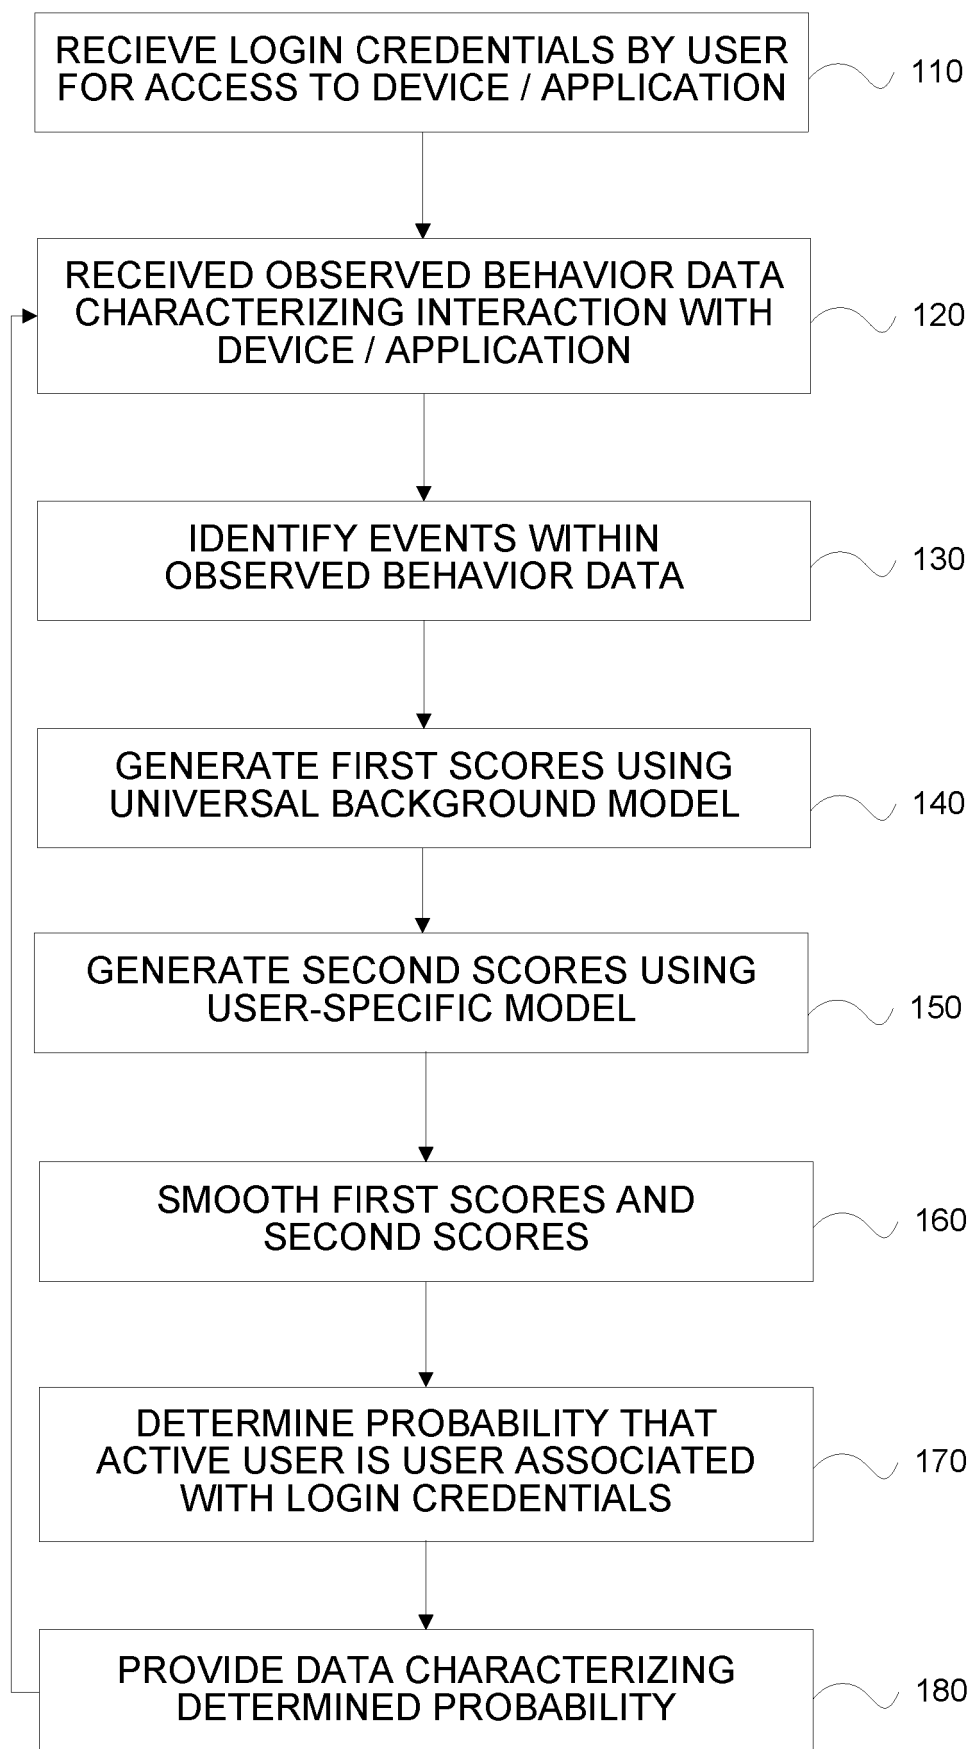 RECIEVE LOGIN CREDENTIALS BY USER
FOR ACCESS TO DEVICE / APPLICATION
110
RECEIVED OBSERVED BEHAVIOR DATA
CHARACTERIZING INTERACTION WITH
DEVICE / APPLICATION
120
IDENTIFY EVENTS WITHIN
OBSERVED BEHAVIOR DATA
130
GENERATE FIRST SCORES USING
UNIVERSAL BACKGROUND MODEL
140
GENERATE SECOND SCORES USING
USER-SPECIFIC MODEL
150
SMOOTH FIRST SCORES AND
SECOND SCORES
160
DETERMINE PROBABILITY THAT
ACTIVE USER IS USER ASSOCIATED
WITH LOGIN CREDENTIALS
170
PROVIDE DATA CHARACTERIZING
DETERMINED PROBABILITY
180